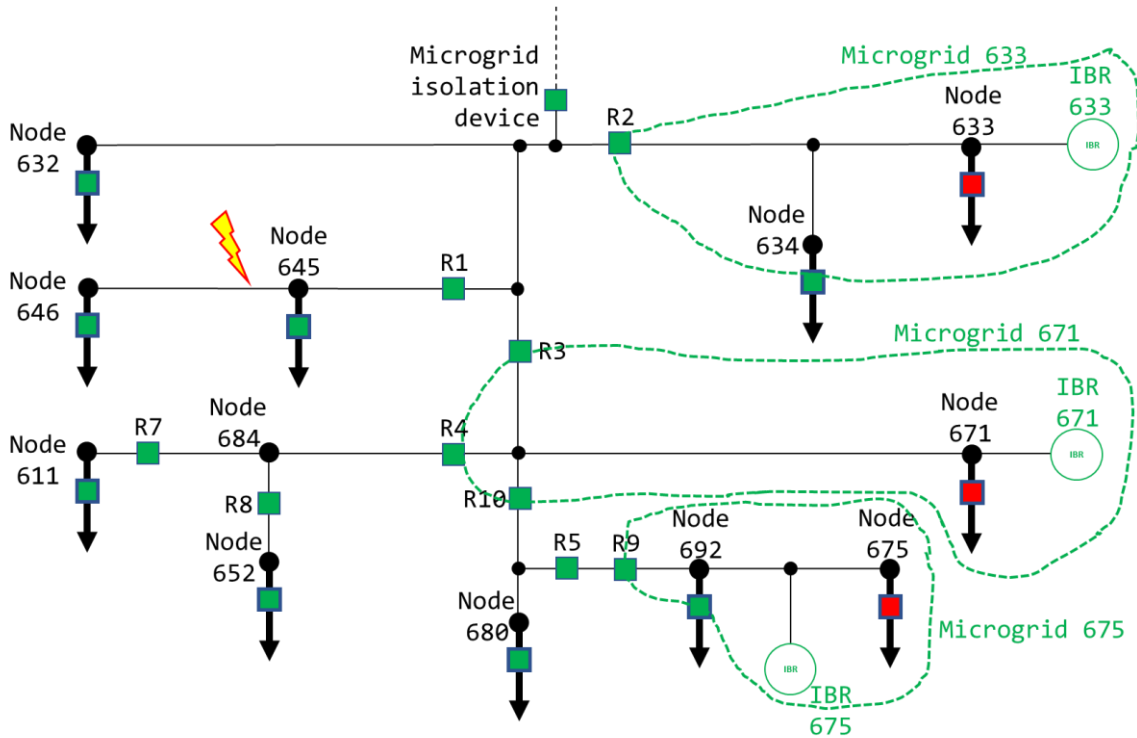 Microgrid
isolation
device
Microgrid 633
IBR
633
R2
Node
633
IBR
Node
632
Node
634
Node
645
R1
Node
646
R3
Microgrid 671
IBR
671
Node
671
IBR
Node
611
R7
Node
684
R4
R10
R8
Node
652
R5
R9
Node
692
Node
675
Node
680
Microgrid 675
IBR
IBR
675